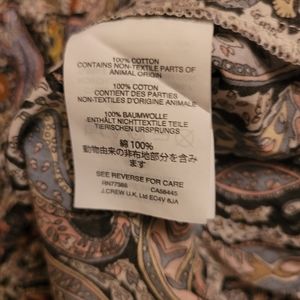 100% COTTON
CONTAINS NON-TEXTILE PARTS OF
ANIMAL ORIGIN
100% COTON
CONTIENT DES PARTIES
NON-TEXTILES D'ORIGINE ANIMALE
100% BAUMWOLLE
ENTHÄLT NICHTTEXTILE TEILE
TIERISCHEN URSPRUNGS
綿 100%
動物由来の非布地部分を含み
ます
SEE REVERSE FOR CARE
RN77388 CA58445
J.CREW U.K. Ltd EC4V 6JA